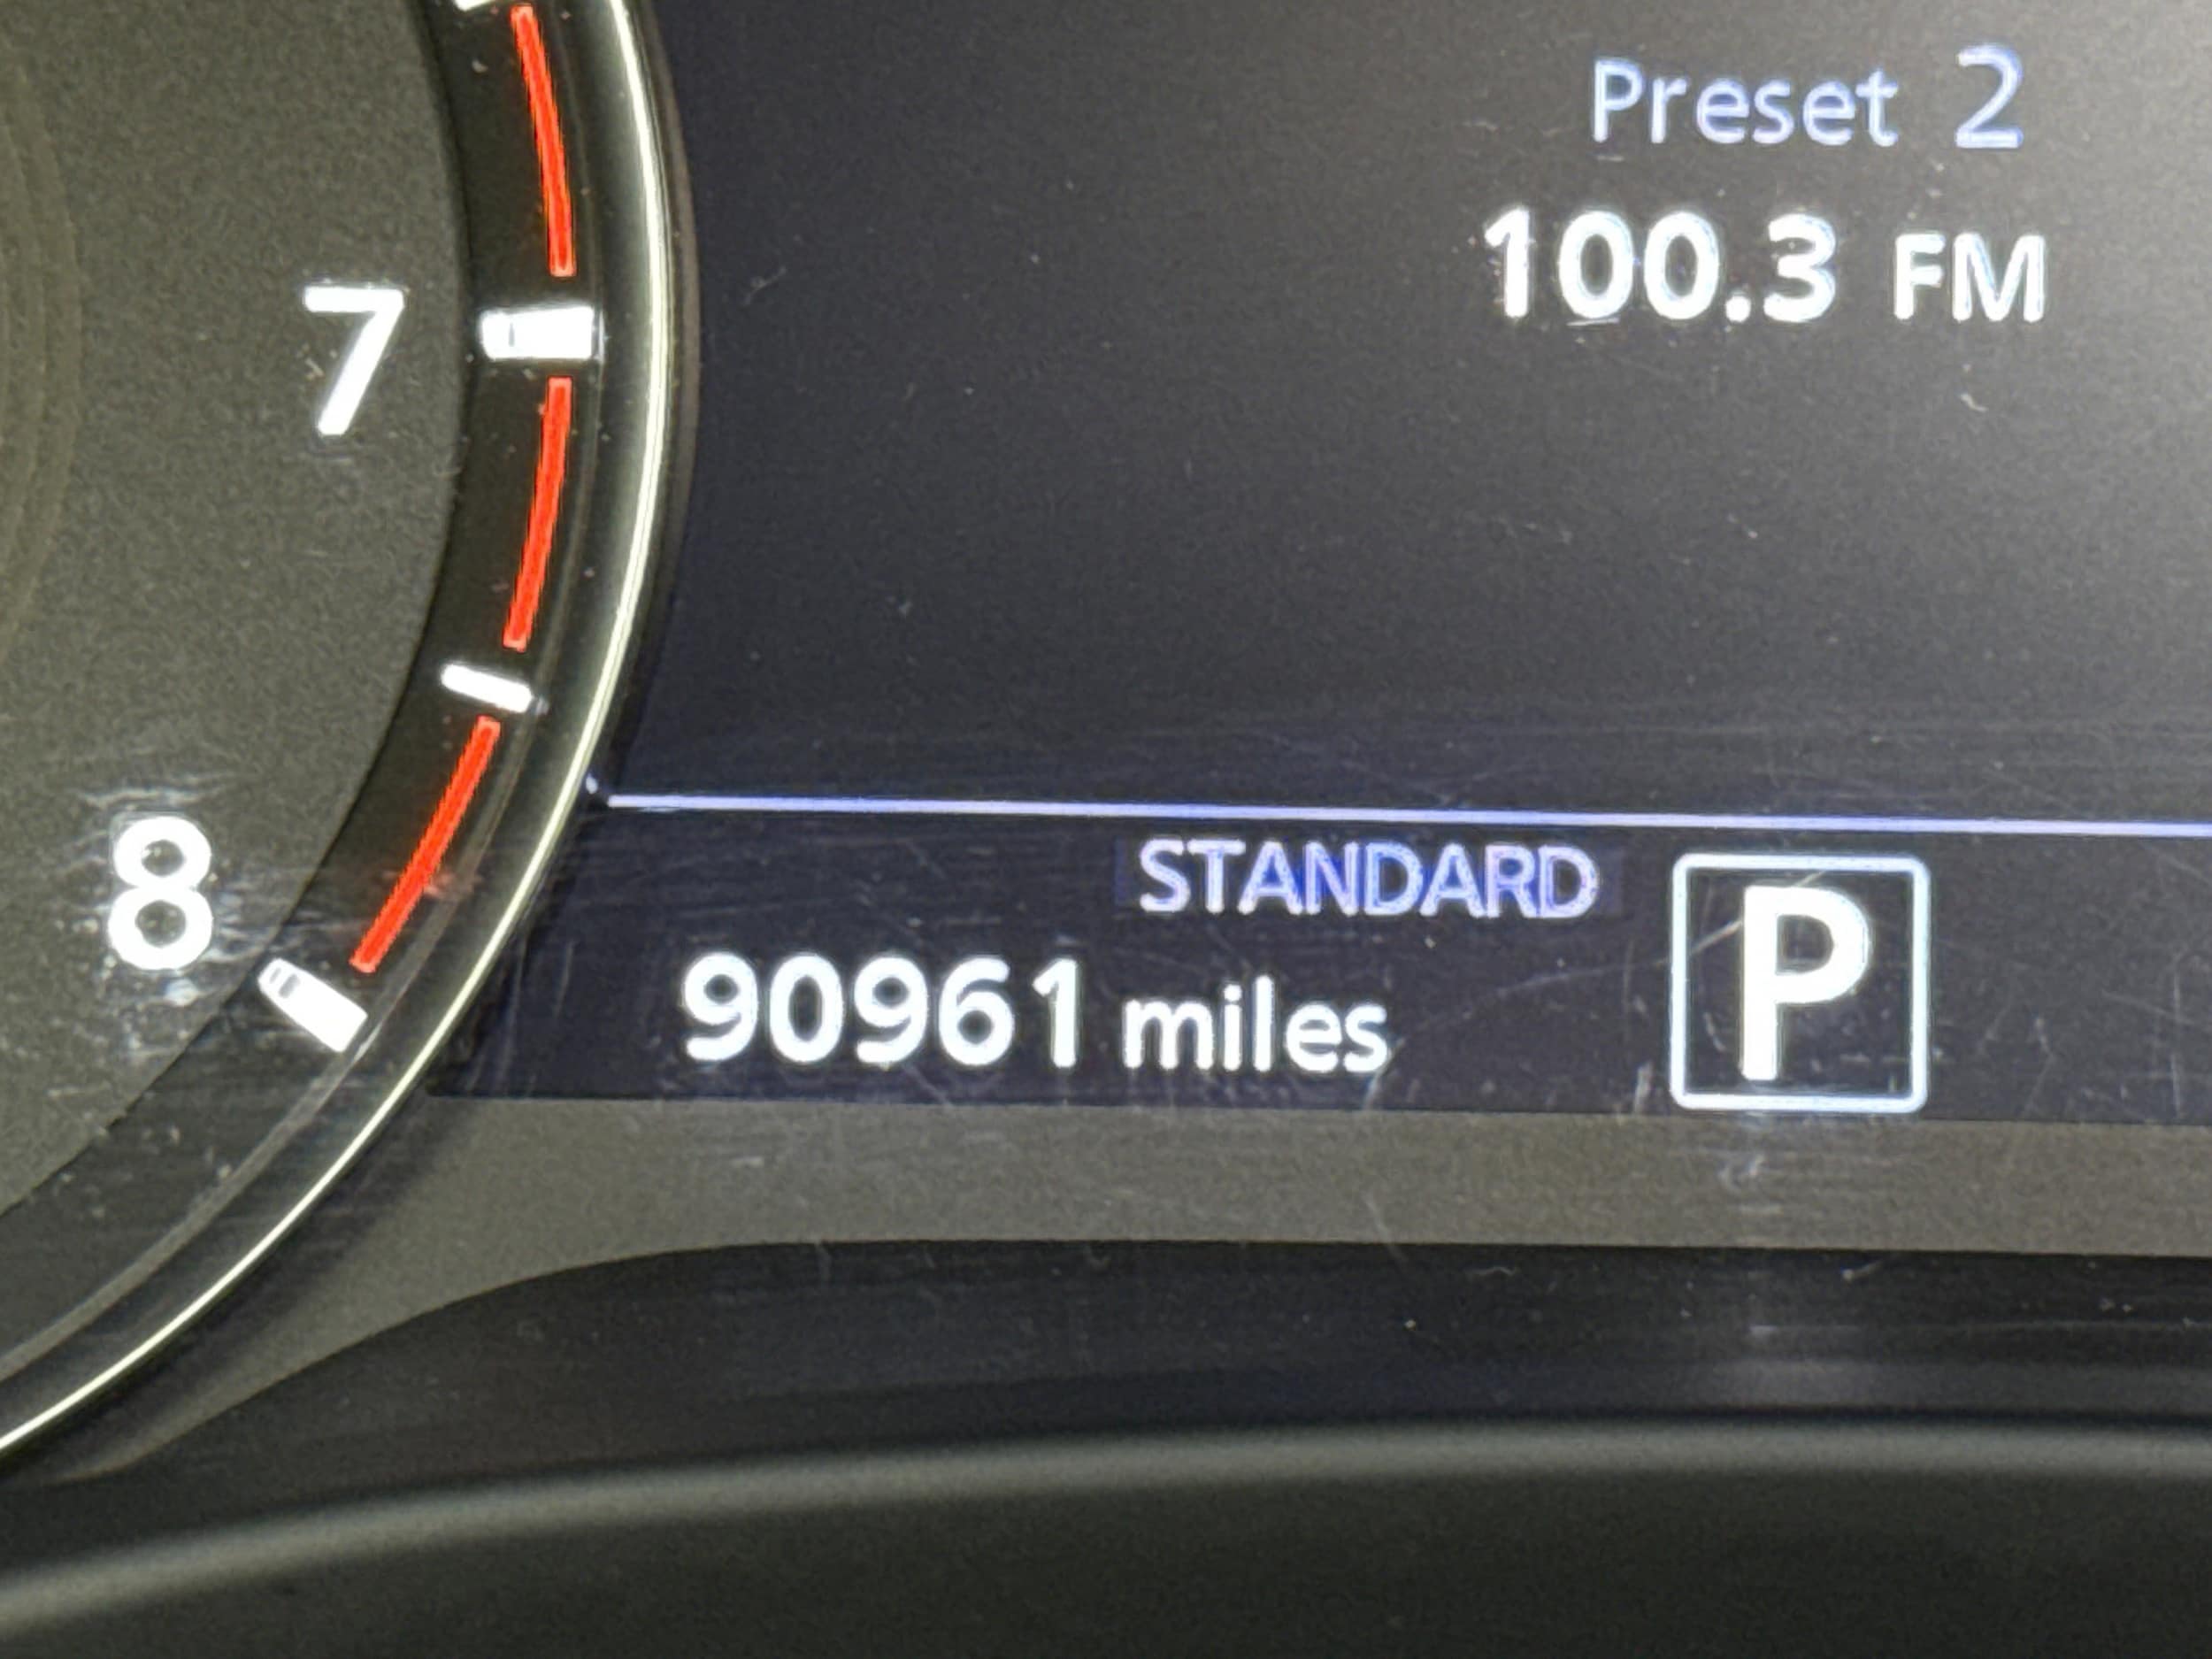 Preset 2
100.3 FM
7
8
STANDARD
P
90961 miles